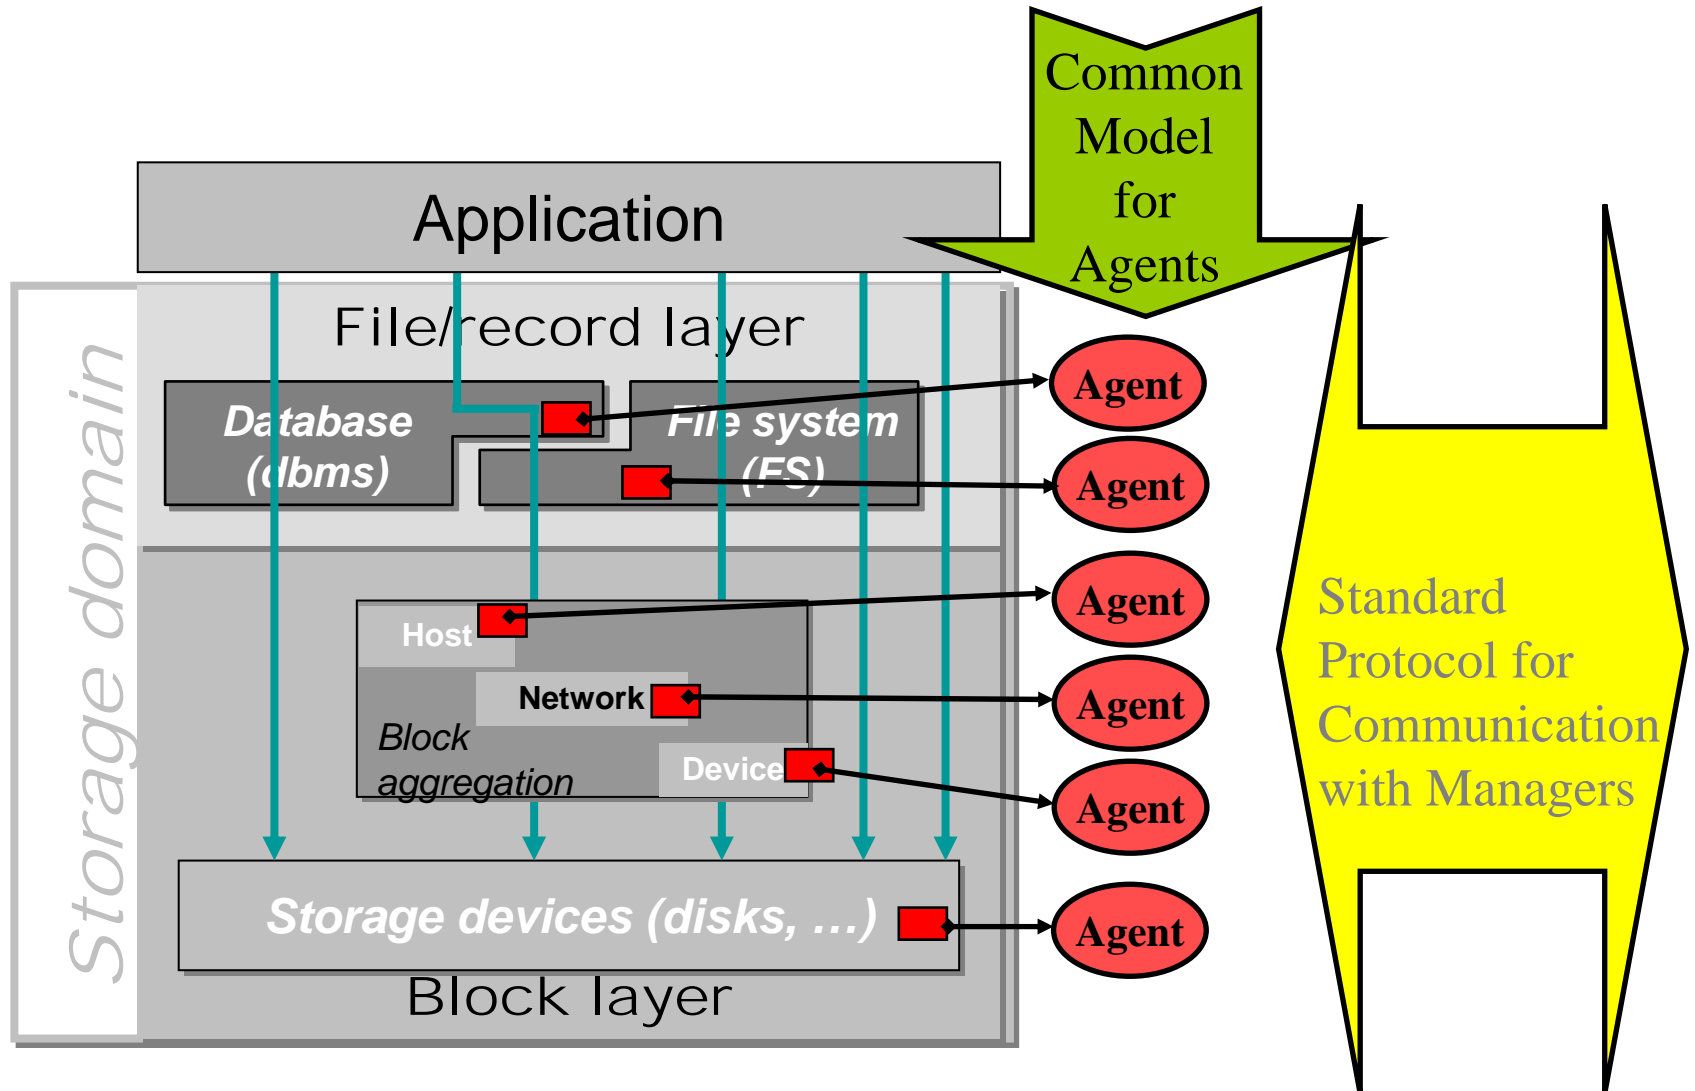 Common
Model
for
Agents
Application
Storage domain
File/record layer
Database
(dbms)
File system
(FS)
Agent
Agent
Host
Agent
Network
Agent
Block
aggregation
Device
Agent
Storage devices (disks, …)
Agent
Block layer
Standard
Protocol for
Communication
with Managers